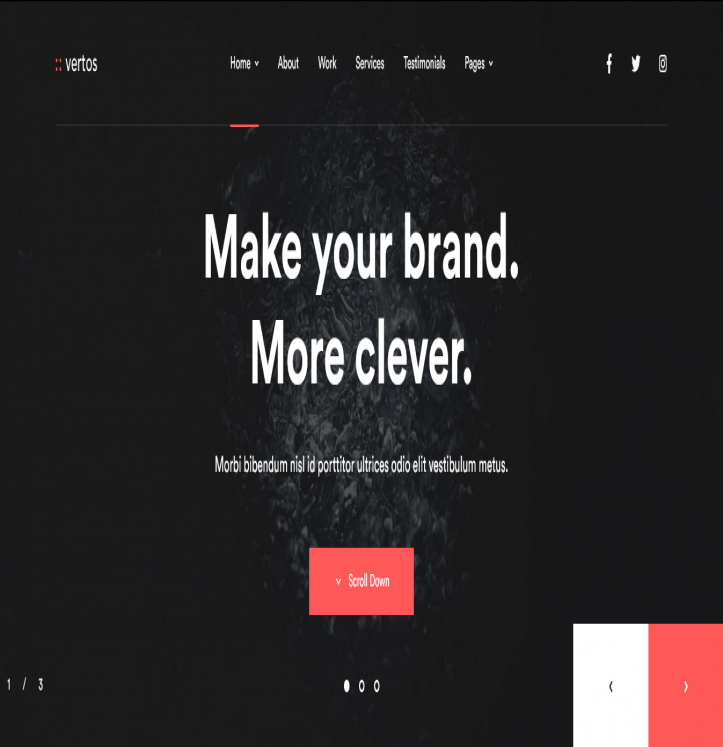 vertos
Home About Work Services Testimonials Pages
Make your brand.
More clever.
Morbi bibendum nisl id porttitor ultrices odio elit vestibulum metus.
Scroll Down
1 / 3